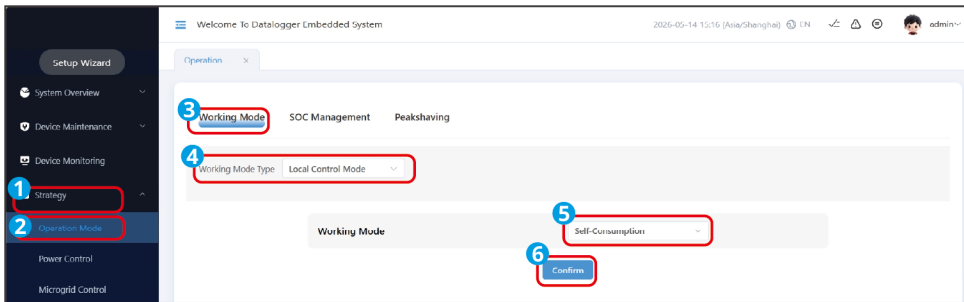 Welcome To Datalogger Embedded System 2026-05-14 15:16 (Asia/Shanghai) EN admin
Setup Wizard
Operation ×
System Overview
3
Working Mode SOC Management Peakshaving
Device Maintenance
4
Device Monitoring
Working Mode Type Local Control Mode
1
Strategy
2
Operation Mode
5
Working Mode Self-Consumption
6
Power Control
Confirm
Microgrid Control